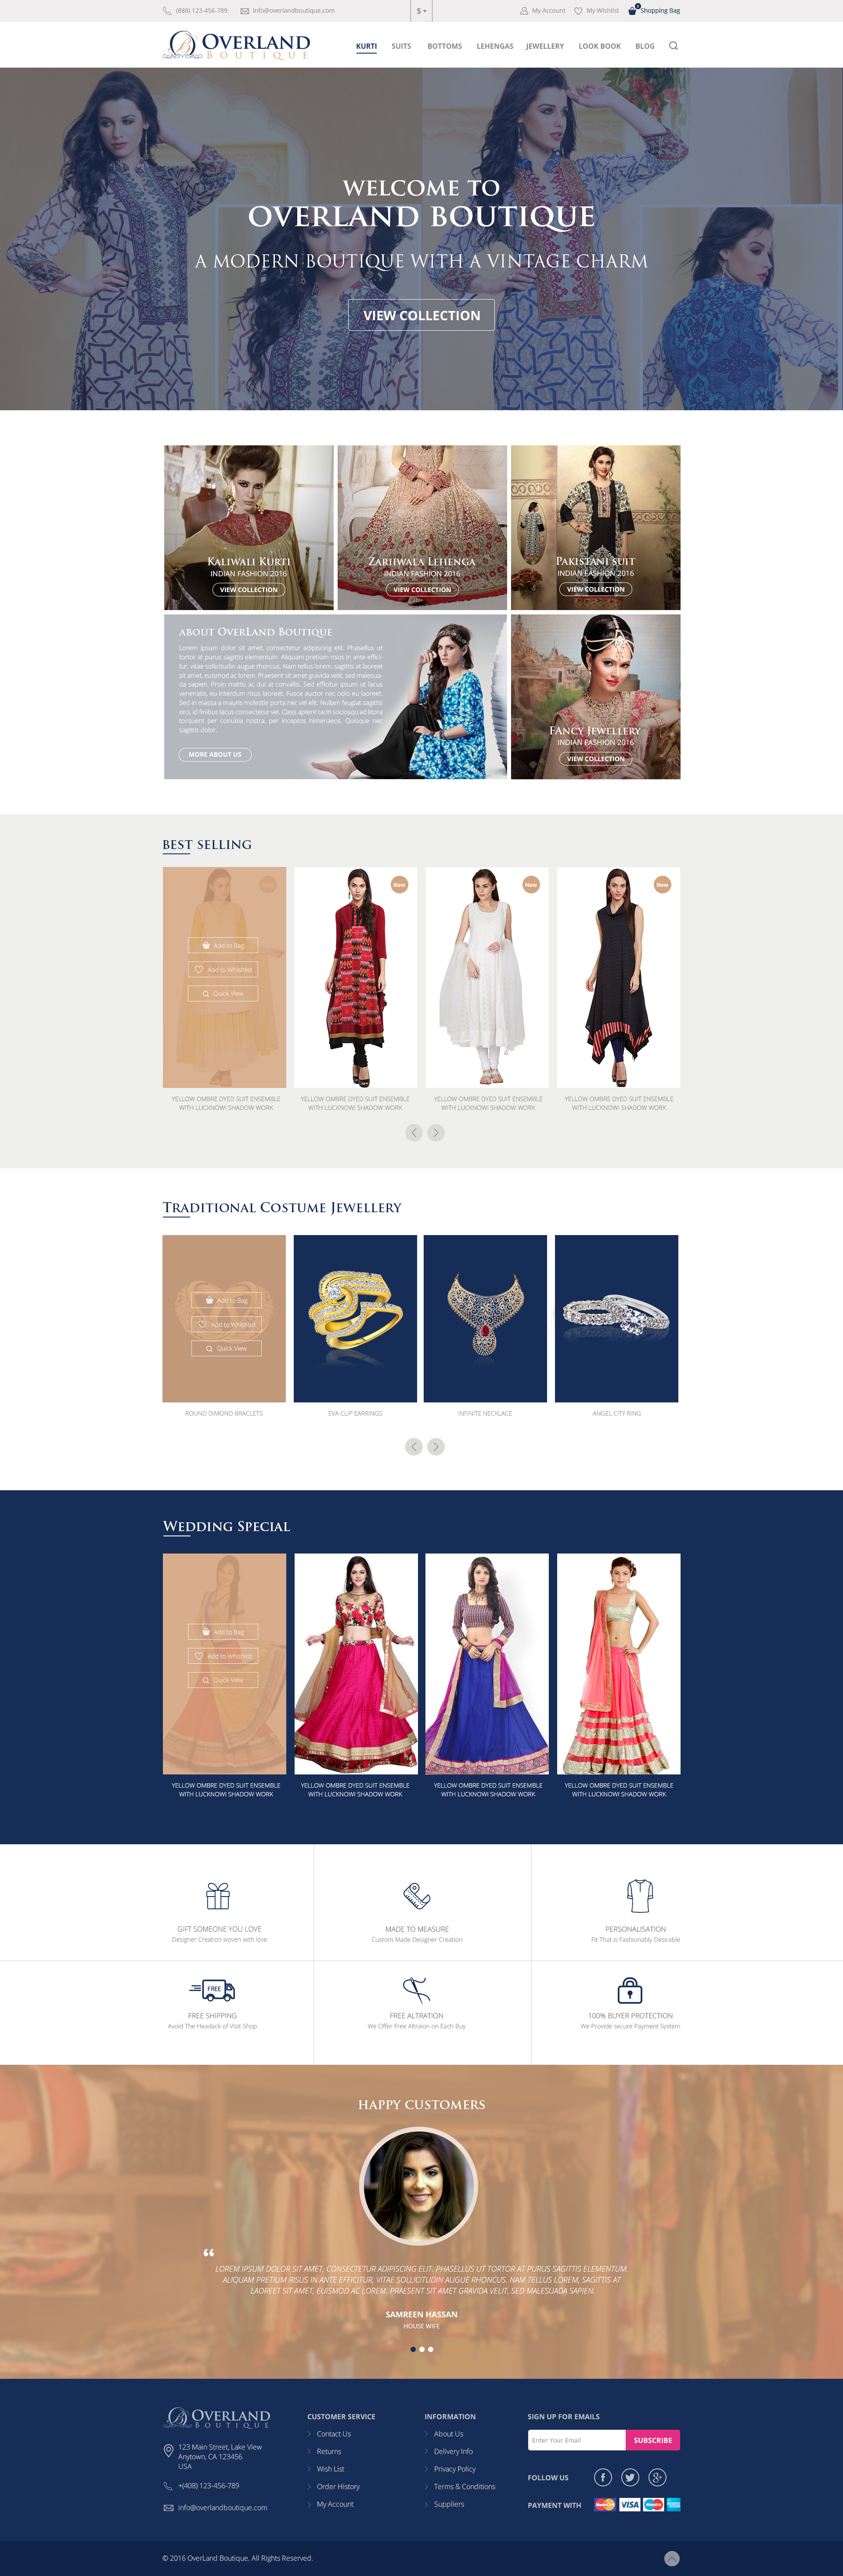 (888) 123-456-789 info@overlandboutique.com $ My Account My Wishlist 0 Shopping Bag
OVERLAND
BOUTIQUE
KURTI SUITS BOTTOMS LEHENGAS JEWELLERY LOOK BOOK BLOG
WELCOME TO
OVERLAND BOUTIQUE
A MODERN BOUTIQUE WITH A VINTAGE CHARM
VIEW COLLECTION
KALIWALI KURTI
INDIAN FASHION 2016
VIEW COLLECTION
ZARIIWALA LEHENGA
INDIAN FASHION 2016
VIEW COLLECTION
PAKISTANI SUIT
INDIAN FASHION 2016
VIEW COLLECTION
ABOUT OVERLAND BOUTIQUE
Lorem ipsum dolor sit amet, consectetur adipiscing elit. Phasellus ut
tortor at purus sagittis elementum. Aliquam pretium risus in ante effici-
tur, vitae sollicitudin augue rhoncus. Nam tellus lorem, sagittis at laoreet
sit amet, euismod ac lorem. Praesent sit amet gravida velit, sed malesua-
da sapien. Proin mattis ac dui at convallis. Sed efficitur ipsum ut lacus
venenatis, eu interdum risus laoreet. Fusce auctor nec odio eu laoreet.
Sed in massa a mauris molestie porta nec vel elit. Nullam feugiat sagittis
orci, id finibus lacus consectetur vel. Class aptent taciti sociosqu ad litora
torquent per conubia nostra, per inceptos himenaeos. Quisque nec
sagittis dolor.
MORE ABOUT US
FANCY JEWELLERY
INDIAN FASHION 2016
VIEW COLLECTION
BEST SELLING
New
New
New
New
Add to Bag
Add to Whishlist
Quick View
YELLOW OMBRE DYED SUIT ENSEMBLE
WITH LUCKNOWI SHADOW WORK
YELLOW OMBRE DYED SUIT ENSEMBLE
WITH LUCKNOWI SHADOW WORK
YELLOW OMBRE DYED SUIT ENSEMBLE
WITH LUCKNOWI SHADOW WORK
YELLOW OMBRE DYED SUIT ENSEMBLE
WITH LUCKNOWI SHADOW WORK
TRADITIONAL COSTUME JEWELLERY
Add to Bag
Add to Whishlist
Quick View
ROUND DIMOND BRACLETS
EVA CLIP EARRINGS
INFINITE NECKLACE
ANGEL CITY RING
WEDDING SPECIAL
Add to Bag
Add to Whishlist
Quick View
YELLOW OMBRE DYED SUIT ENSEMBLE
WITH LUCKNOWI SHADOW WORK
YELLOW OMBRE DYED SUIT ENSEMBLE
WITH LUCKNOWI SHADOW WORK
YELLOW OMBRE DYED SUIT ENSEMBLE
WITH LUCKNOWI SHADOW WORK
YELLOW OMBRE DYED SUIT ENSEMBLE
WITH LUCKNOWI SHADOW WORK
GIFT SOMEONE YOU LOVE
Designer Creation woven with love
MADE TO MEASURE
Custom Made Designer Creation
PERSONALISATION
Fit That is Fashionably Desirable
FREE
FREE SHIPPING
Avoid The Headack of Visit Shop
FREE ALTRATION
We Offer Free Altraion on Each Buy
100% BUYER PROTECTION
We Provide secure Payment System
HAPPY CUSTOMERS
“
LOREM IPSUM DOLOR SIT AMET, CONSECTETUR ADIPISCING ELIT. PHASELLUS UT TORTOR AT PURUS SAGITTIS ELEMENTUM.
ALIQUAM PRETIUM RISUS IN ANTE EFFICITUR, VITAE SOLLICITUDIN AUGUE RHONCUS. NAM TELLUS LOREM, SAGITTIS AT
LAOREET SIT AMET, EUISMOD AC LOREM. PRAESENT SIT AMET GRAVIDA VELIT, SED MALESUADA SAPIEN.
SAMREEN HASSAN
HOUSE WIFE
OVERLAND
BOUTIQUE
123 Main Street, Lake View
Anytown, CA 123456
USA
+(408) 123-456-789
info@overlandboutique.com
CUSTOMER SERVICE
Contact Us
Returns
Wish List
Order History
My Account
INFORMATION
About Us
Delivery Info
Privacy Policy
Terms & Conditions
Suppliers
SIGN UP FOR EMAILS
Enter Your Email SUBSCRIBE
FOLLOW US f g+
PAYMENT WITH MasterCard VISA Maestro
© 2016 OverLand Boutique. All Rights Reserved.